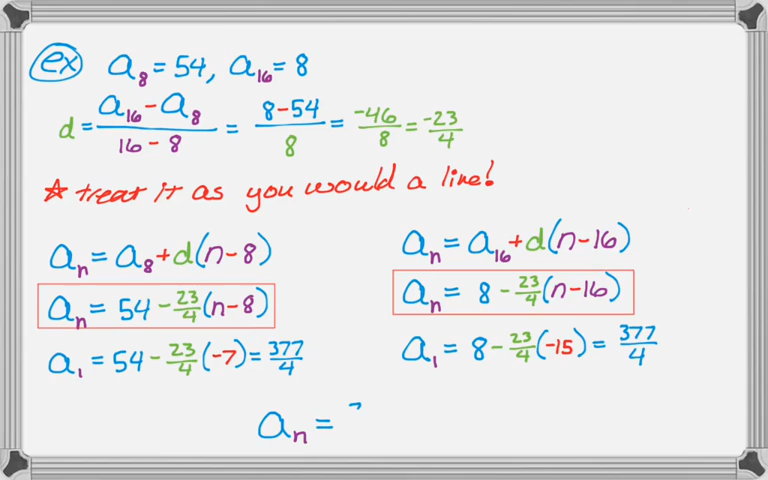 ex a₈ = 54, a₁₆ = 8
d = (a₁₆ - a₈)/(16 - 8) = (8 - 54)/8 = -46/8 = -23/4
☆ treat it as you would a line!
aₙ = a₈ + d(n - 8)
aₙ = 54 - 23/4 (n - 8)
a₁ = 54 - 23/4 (-7) = 377/4
aₙ = a₁₆ + d(n - 16)
aₙ = 8 - 23/4 (n - 16)
a₁ = 8 - 23/4 (-15) = 377/4
aₙ =